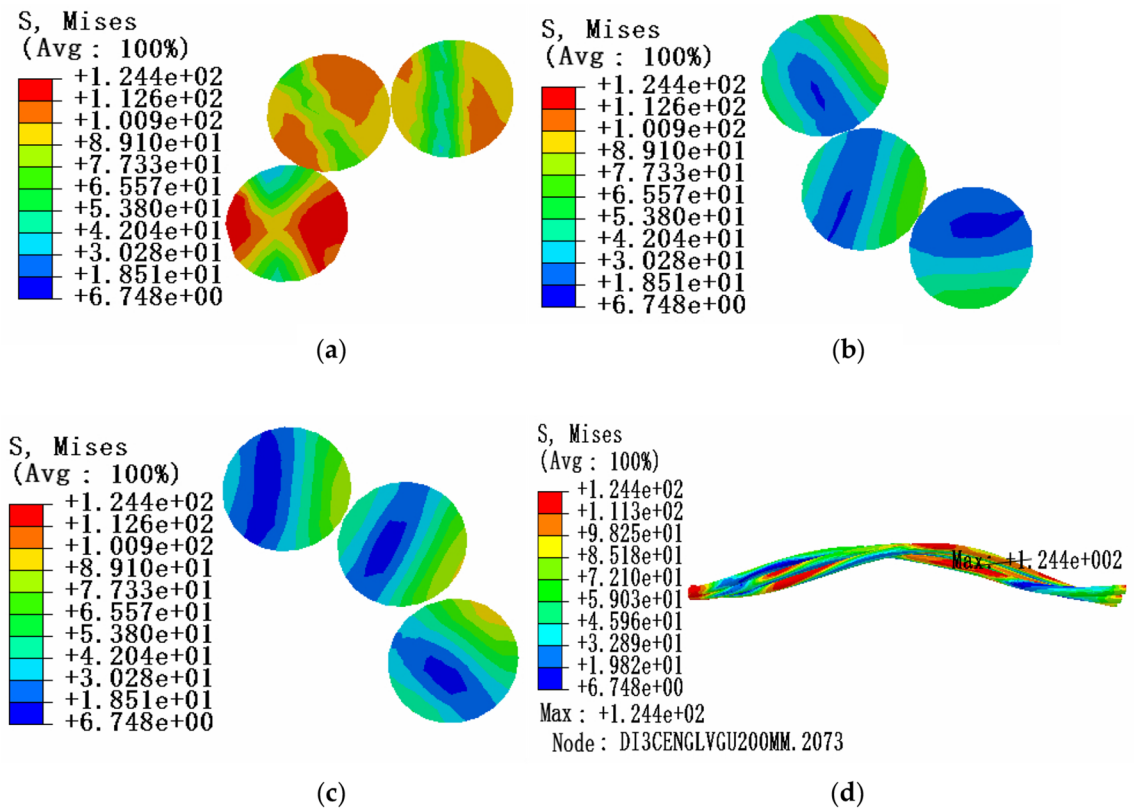 S, Mises
(Avg : 100%)
+1.244e+02
+1.126e+02
+1.009e+02
+8.910e+01
+7.733e+01
+6.557e+01
+5.380e+01
+4.204e+01
+3.028e+01
+1.851e+01
+6.748e+00
(a)
S, Mises
(Avg : 100%)
+1.244e+02
+1.126e+02
+1.009e+02
+8.910e+01
+7.733e+01
+6.557e+01
+5.380e+01
+4.204e+01
+3.028e+01
+1.851e+01
+6.748e+00
(b)
S, Mises
(Avg : 100%)
+1.244e+02
+1.126e+02
+1.009e+02
+8.910e+01
+7.733e+01
+6.557e+01
+5.380e+01
+4.204e+01
+3.028e+01
+1.851e+01
+6.748e+00
(c)
S, Mises
(Avg : 100%)
+1.244e+02
+1.113e+02
+9.825e+01
+8.518e+01
+7.210e+01
+5.903e+01
+4.596e+01
+3.289e+01
+1.982e+01
+6.748e+00
Max : +1.244e+02
Node : DI3CENGLVGU200MM.2073
Max: +1.244e+002
(d)